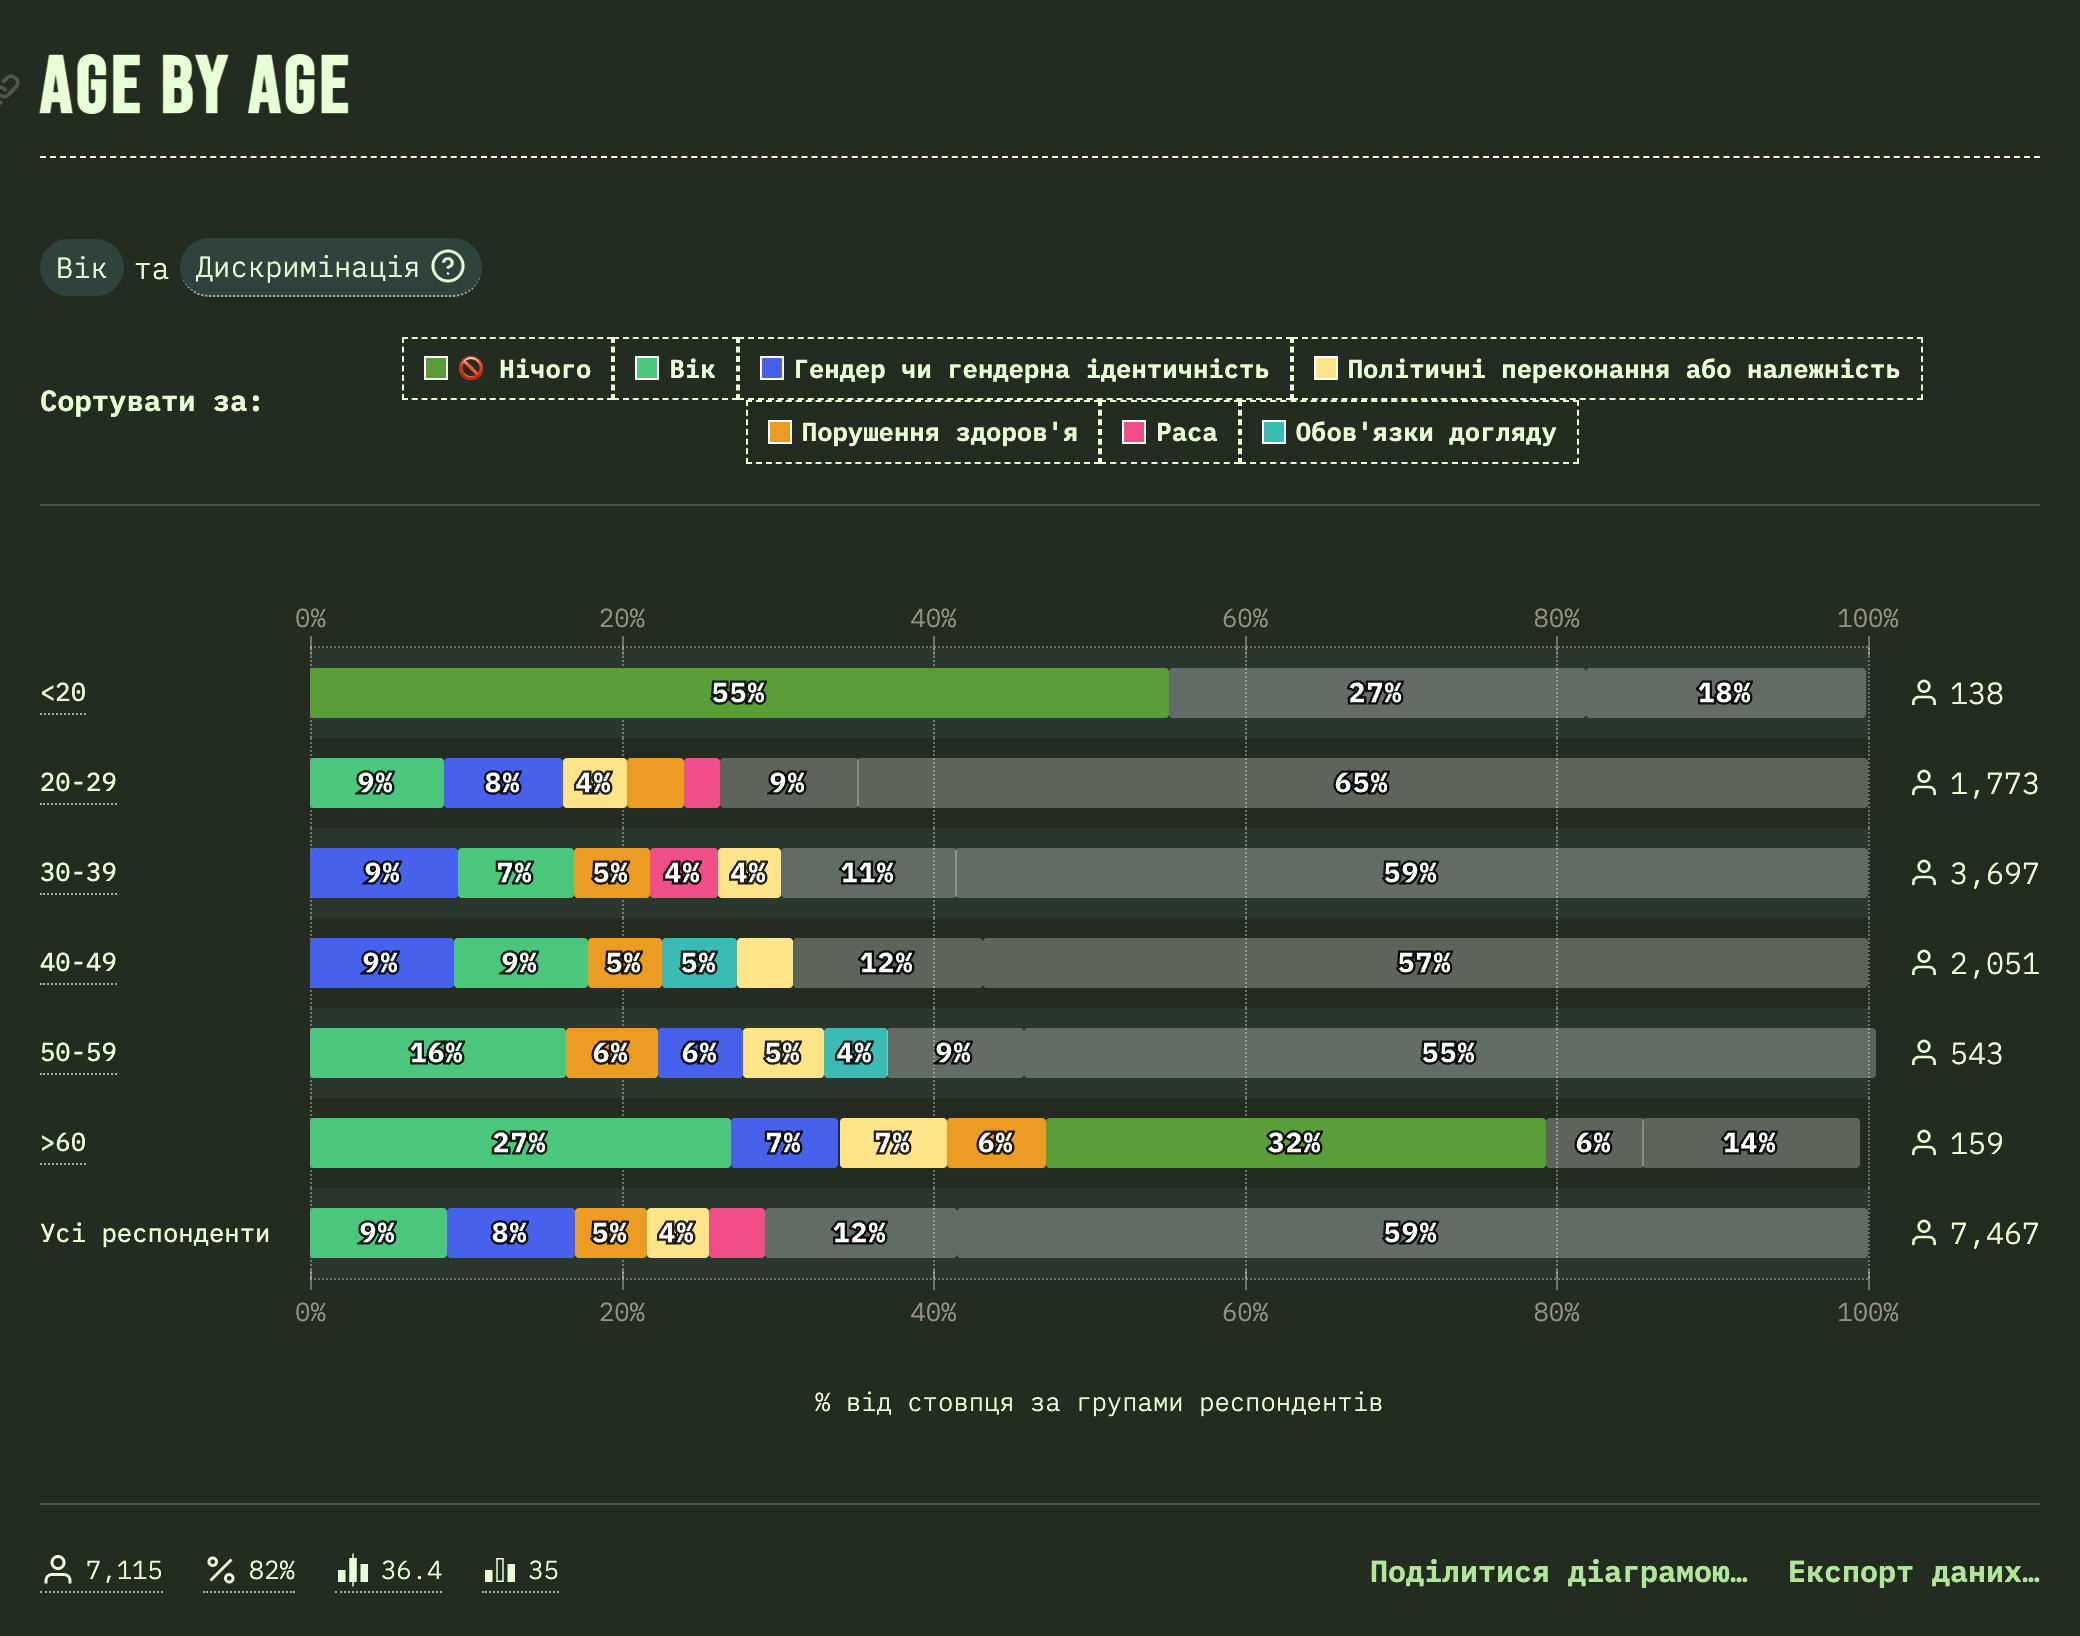 AGE BY AGE
Вік та Дискримінація
Сортувати за:
🚫 Нічого Вік Гендер чи гендерна ідентичність Політичні переконання або належність
Порушення здоров'я Раса Обов'язки догляду
0% 20% 40% 60% 80% 100%
<20 55% 27% 18% 138
20-29 9% 8% 4% 9% 65% 1,773
30-39 9% 7% 5% 4% 4% 11% 59% 3,697
40-49 9% 9% 5% 5% 12% 57% 2,051
50-59 16% 6% 6% 5% 4% 9% 55% 543
>60 27% 7% 7% 6% 32% 6% 14% 159
Усі респонденти 9% 8% 5% 4% 12% 59% 7,467
0% 20% 40% 60% 80% 100%
% від стовпця за групами респондентів
7,115 82% 36.4 35 Поділитися діаграмою… Експорт даних…